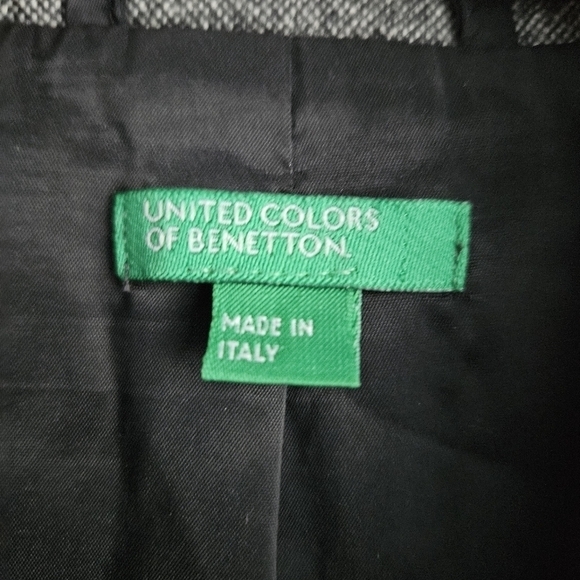 UNITED COLORS
OF BENETTON.
MADE IN
ITALY